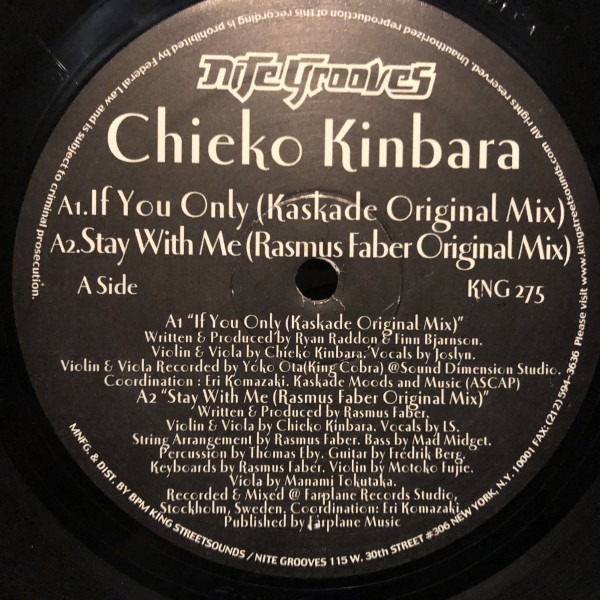 Nite Grooves
Chieko Kinbara
A1.If You Only (Kaskade Original Mix)
A2.Stay With Me (Rasmus Faber Original Mix)
A Side
KNG 275
A1 “If You Only (Kaskade Original Mix)”
Written & Produced by Ryan Raddon & Finn Bjarnson.
Violin & Viola by Chieko Kinbara. Vocals by Joslyn.
Violin & Viola Recorded by Yoko Ota(King Cobra) @Sound Dimension Studio.
Coordination : Eri Komazaki. Kaskade Moods and Music (ASCAP)
A2 “Stay With Me (Rasmus Faber Original Mix)”
Written & Produced by Rasmus Faber.
Violin & Viola by Chieko Kinbara. Vocals by LS.
String Arrangement by Rasmus Faber. Bass by Mad Midget.
Percussion by Thomas Eby. Guitar by Fredrik Berg.
Keyboards by Rasmus Faber. Violin by Motoko Fujie.
Viola by Manami Tokutaka.
Recorded & Mixed @ Farplane Records Studio,
Stockholm, Sweden. Coordination: Eri Komazaki
Published by Farplane Music
MNFG. & DIST. BY BPM KING STREETSOUNDS / NITE GROOVES 115 W. 30th STREET #306 NEW YORK, N.Y. 10001 FAX: (212) 594-3636 Please visit www.kingstreetsounds.com All rights reserved. Unauthorized reproduction of this recording is prohibited by Federal Law and is subject to criminal prosecution.